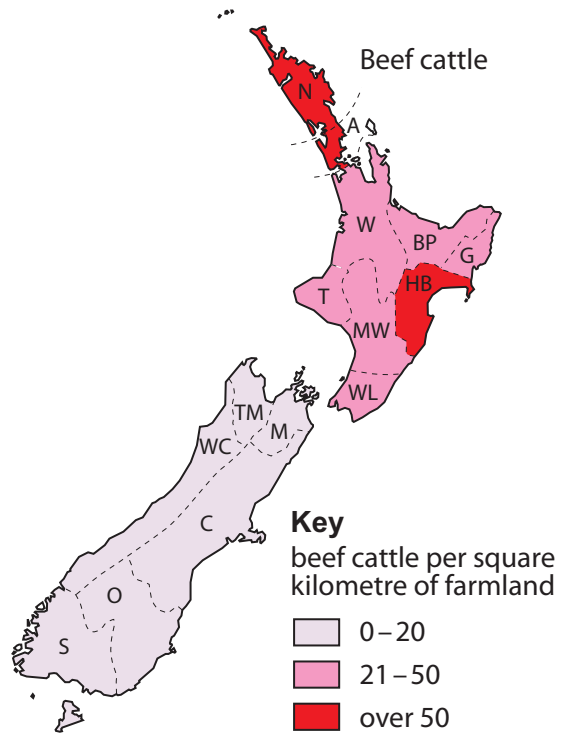 Beef cattle
N
A
W
BP
G
HB
T
MW
WL
TM
M
WC
C
O
S
Key
beef cattle per square
kilometre of farmland
0–20
21–50
over 50